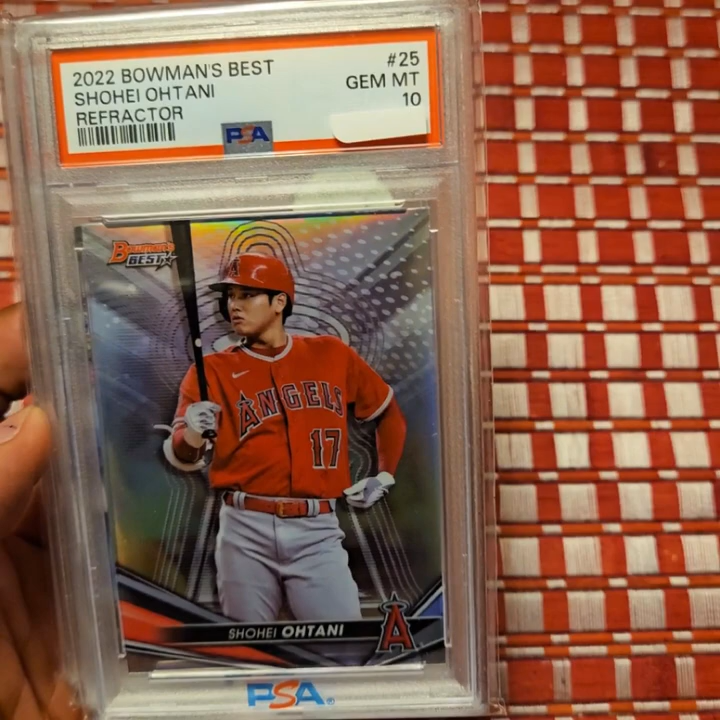 2022 BOWMAN'S BEST #25
SHOHEI OHTANI GEM MT
REFRACTOR 10
PSA
Bowman's
BEST
A
ANGELS
17
SHOHEI OHTANI
A
PSA®